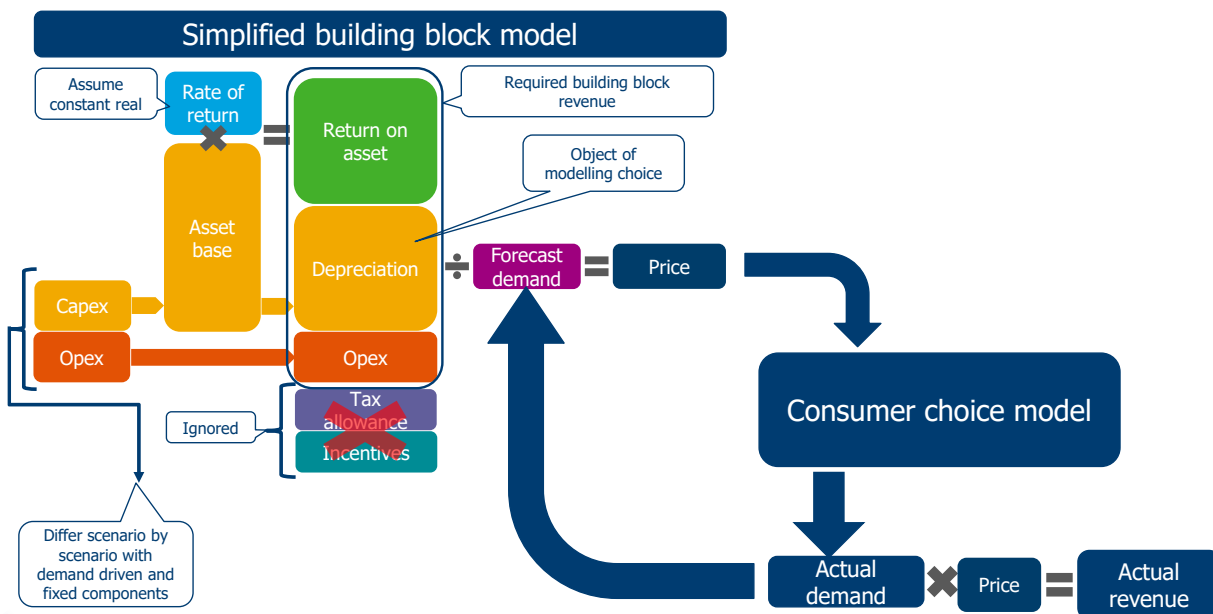 Simplified building block model
Assume
constant real
Rate of
return
Required building block
revenue
Return on
asset
Object of
modelling choice
Asset
base
Depreciation
÷
Forecast
demand
=
Price
Capex
Opex
Opex
Tax
allowance
Ignored
Incentives
Consumer choice model
Differ scenario by
scenario with
demand driven and
fixed components
Actual
demand
Price
=
Actual
revenue